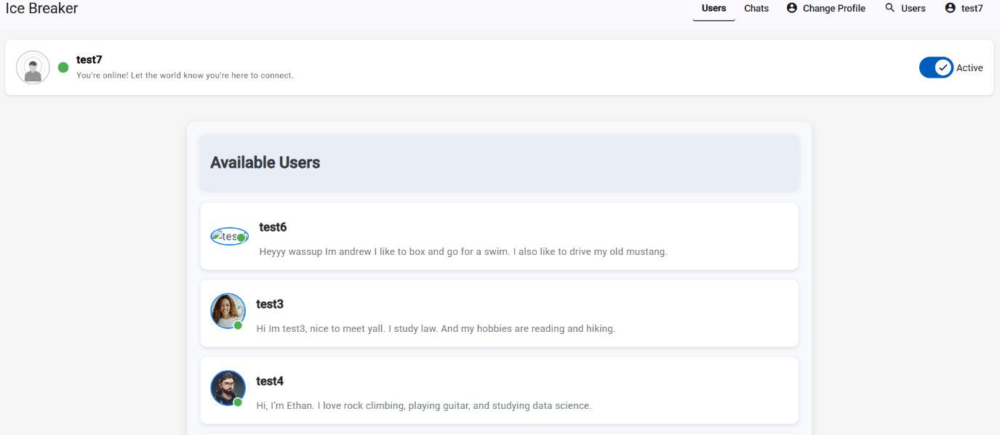 Ice Breaker
Users
Chats
Change Profile
Users
test7
test7
You're online! Let the world know you're here to connect.
Active
Available Users
test6
Heyyy wassup Im andrew I like to box and go for a swim. I also like to drive my old mustang.
test3
Hi Im test3, nice to meet yall. I study law. And my hobbies are reading and hiking.
test4
Hi, I’m Ethan. I love rock climbing, playing guitar, and studying data science.